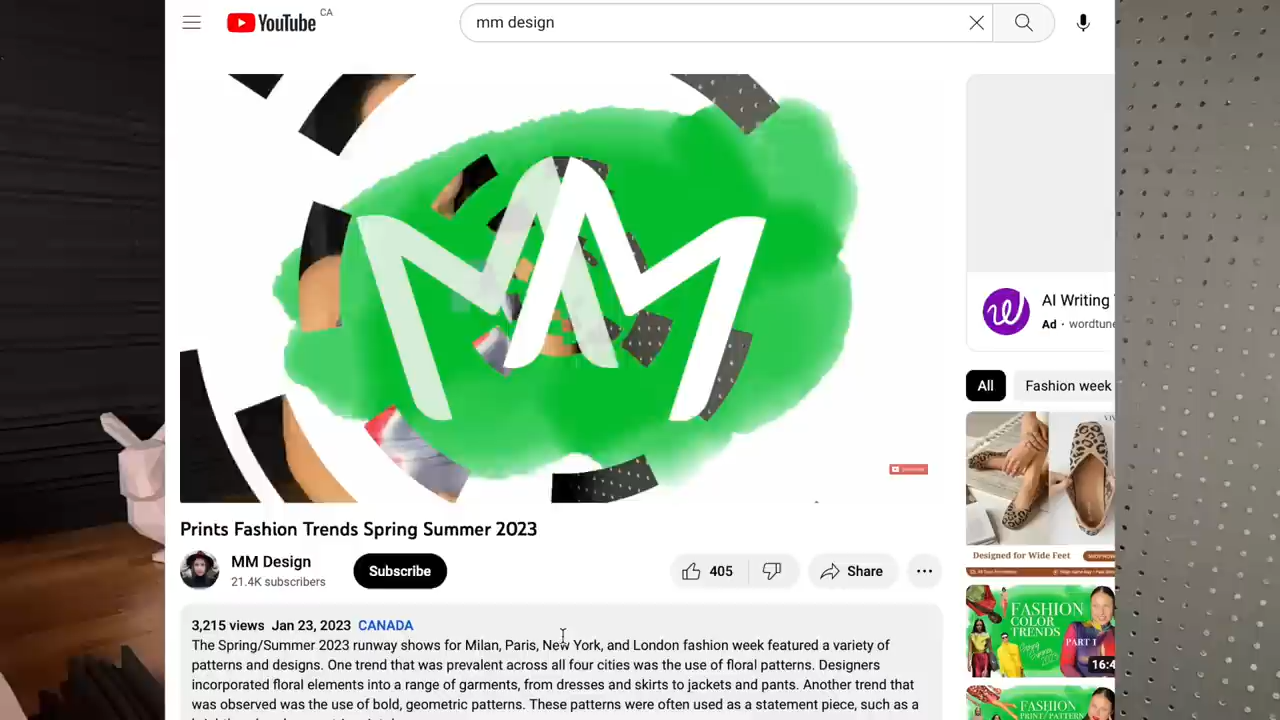 YouTube CA
mm design
MM
AI Writing
Ad · wordtune
All
Fashion week
Designed for Wide Feet
FASHION
COLOR
TRENDS
Spring Summer
2023
PART 1
16:4
FASHION
PRINT/PATTERN
Prints Fashion Trends Spring Summer 2023
MM Design
21.4K subscribers
Subscribe
405
Share
3,215 views Jan 23, 2023 CANADA
The Spring/Summer 2023 runway shows for Milan, Paris, New York, and London fashion week featured a variety of
patterns and designs. One trend that was prevalent across all four cities was the use of floral patterns. Designers
incorporated floral elements into a range of garments, from dresses and skirts to jackets and pants. Another trend that
was observed was the use of bold, geometric patterns. These patterns were often used as a statement piece, such as a